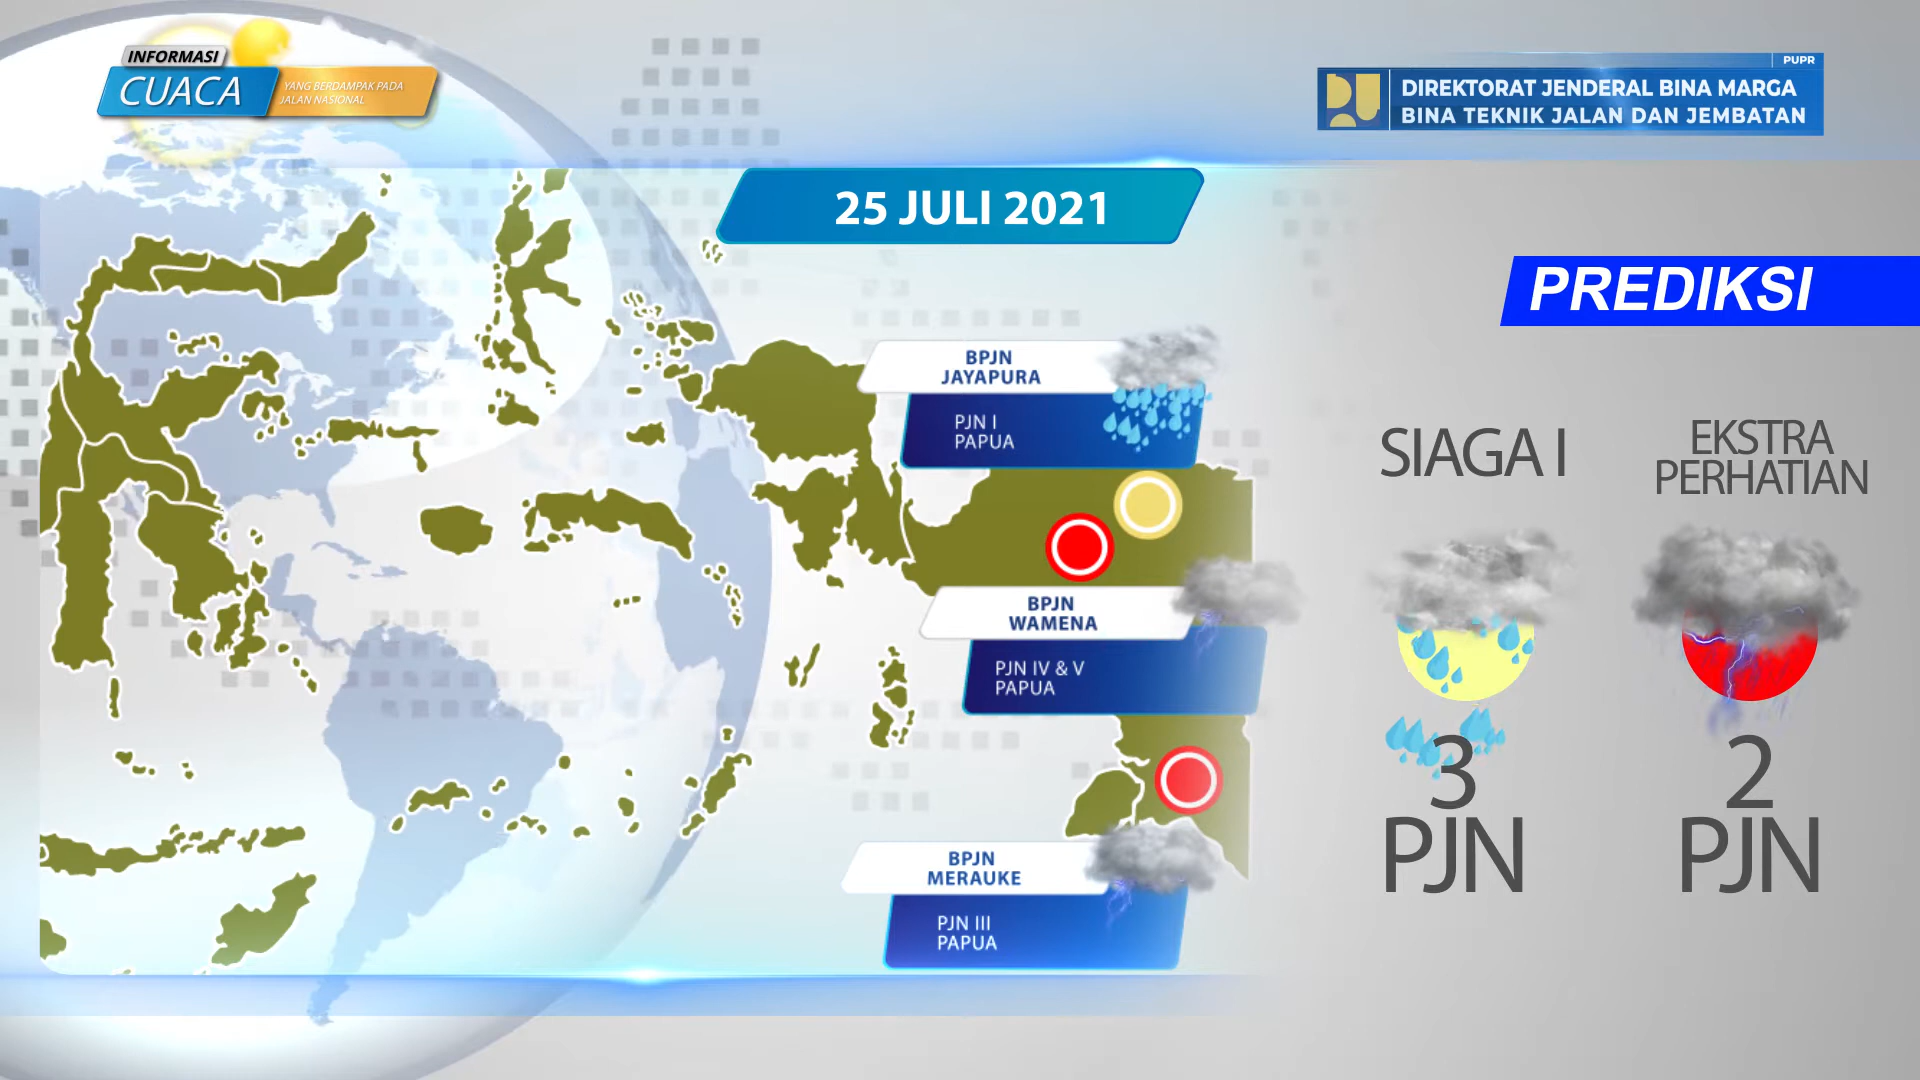 INFORMASI
CUACA
YANG BERDAMPAK PADA
JALAN NASIONAL
PUPR
DIREKTORAT JENDERAL BINA MARGA
BINA TEKNIK JALAN DAN JEMBATAN
25 JULI 2021
PREDIKSI
BPJN
JAYAPURA
PJN I
PAPUA
BPJN
WAMENA
PJN IV & V
PAPUA
BPJN
MERAUKE
PJN III
PAPUA
SIAGA I
3
PJN
EKSTRA
PERHATIAN
2
PJN